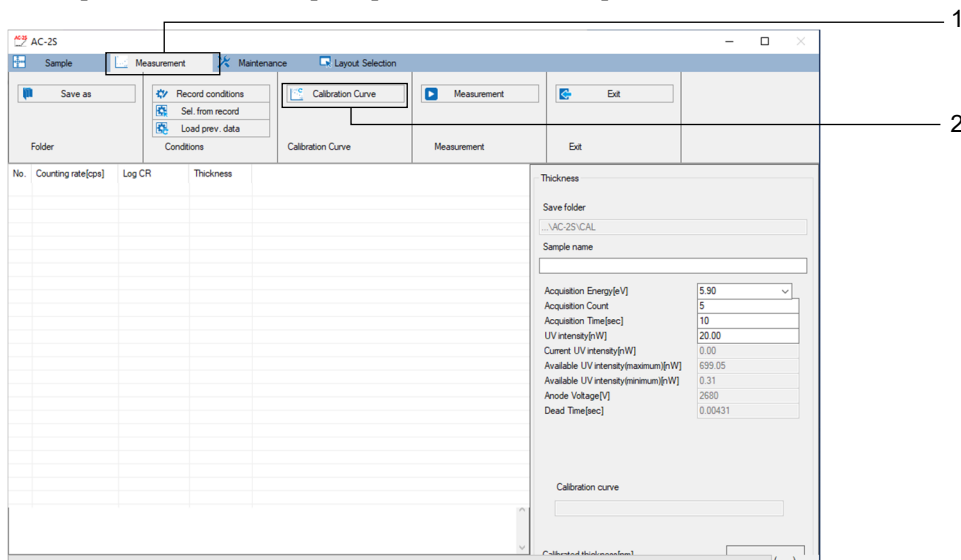 1
AC-2S
Sample Measurement Maintenance Layout Selection
Save as Record conditions Calibration Curve Measurement Exit
Sel. from record
Load prev. data
Folder Conditions Calibration Curve Measurement Exit
2
No. Counting rate[cps] Log CR Thickness
Thickness
Save folder
...\AC-2S\CAL
Sample name
Acquisition Energy[eV] 5.90
Acquisition Count 5
Acquisition Time[sec] 10
UV intensity[nW] 20.00
Current UV intensity[nW] 0.00
Available UV intensity(maximum)[nW] 699.05
Available UV intensity(minimum)[nW] 0.31
Anode Voltage[V] 2680
Dead Time[sec] 0.00431
Calibration curve
Calibrated thickness[nm]